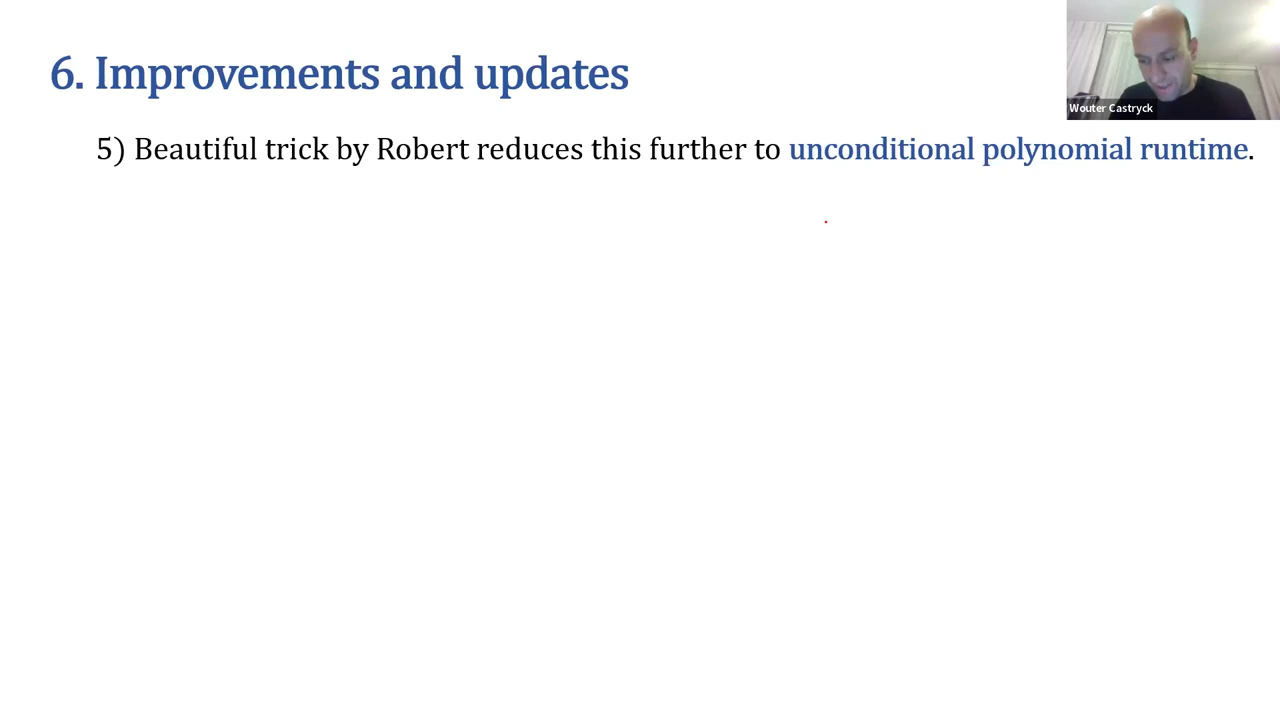 6. Improvements and updates
Wouter Castryck
5) Beautiful trick by Robert reduces this further to unconditional polynomial runtime.